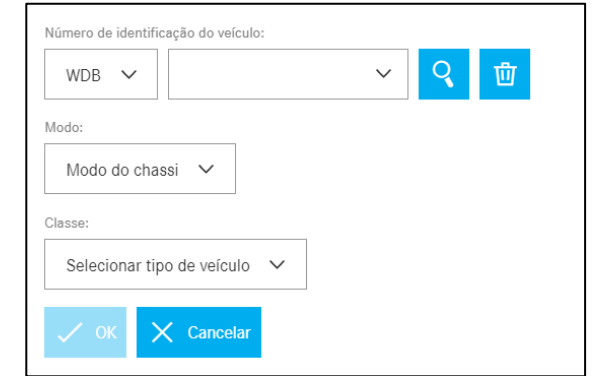 Número de identificação do veículo:
WDB
Modo:
Modo do chassi
Classe:
Selecionar tipo de veículo
OK Cancelar